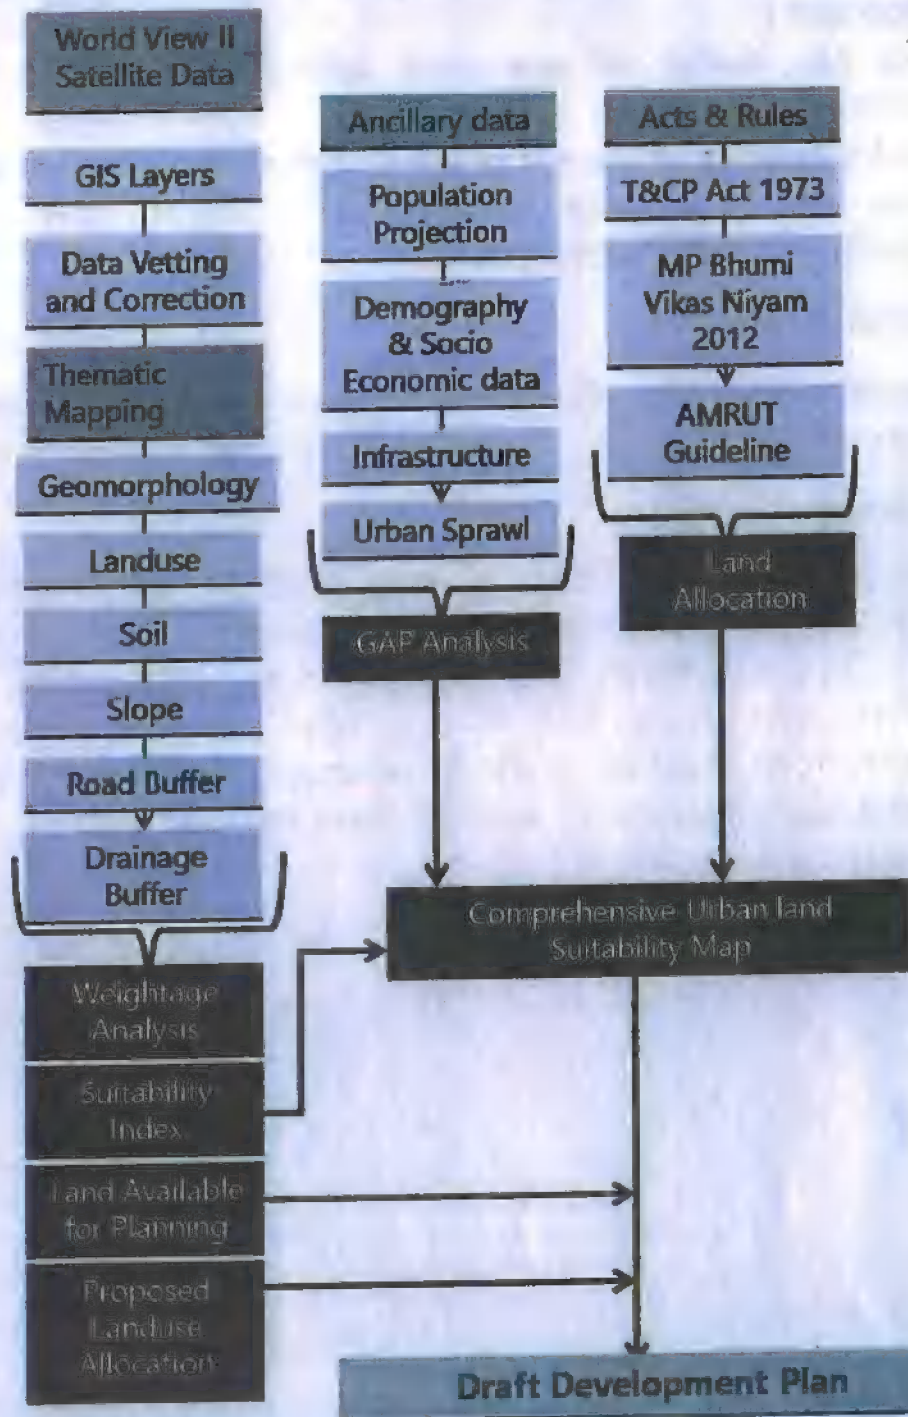 World View II
Satellite Data
GIS Layers
Data Vetting
and Correction
Thematic
Mapping
Geomorphology
Landuse
Soil
Slope
Road Buffer
Drainage
Buffer
Weightage
Analysis
Suitability
Index
Land Available
for Planning
Proposed
Landuse
Allocation
Ancillary data
Population
Projection
Demography
& Socio
Economic data
Infrastructure
Urban Sprawl
GAP Analysis
Acts & Rules
T&CP Act 1973
MP Bhumi
Vikas Niyam
2012
AMRUT
Guideline
Land
Allocation
Comprehensive Urban land
Suitability Map
Draft Development Plan